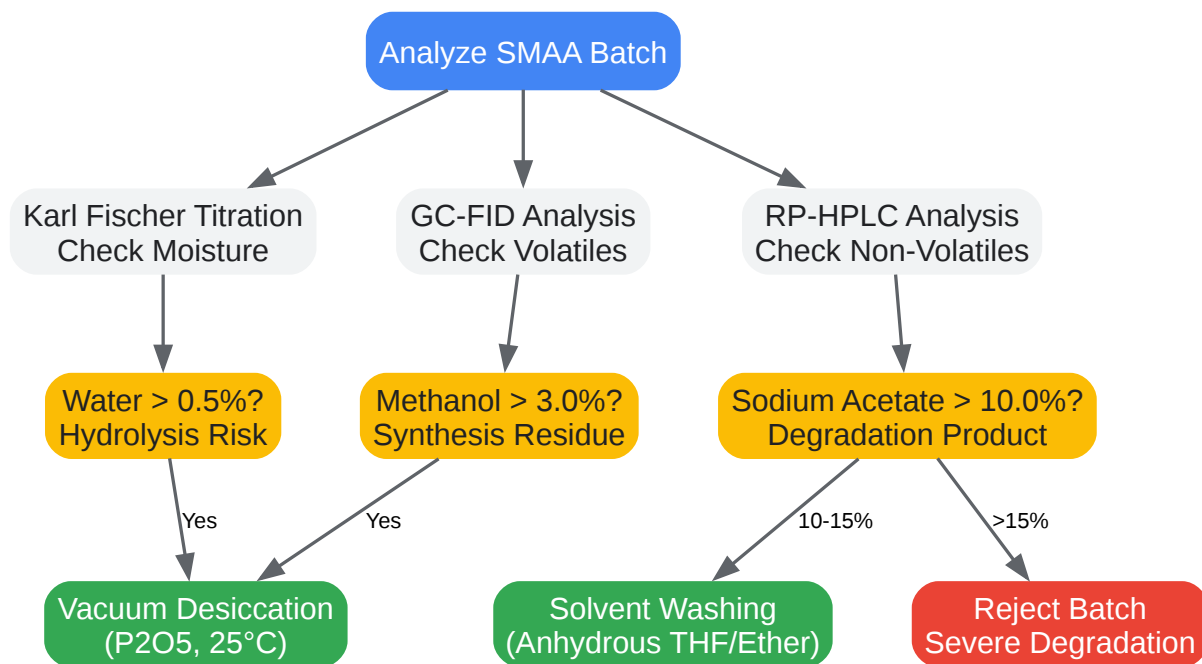 Analyze SMAA Batch
Karl Fischer Titration
Check Moisture
GC-FID Analysis
Check Volatiles
RP-HPLC Analysis
Check Non-Volatiles
Water > 0.5%?
Hydrolysis Risk
Methanol > 3.0%?
Synthesis Residue
Sodium Acetate > 10.0%?
Degradation Product
Yes
Yes
10-15%
>15%
Vacuum Desiccation
(P2O5, 25°C)
Solvent Washing
(Anhydrous THF/Ether)
Reject Batch
Severe Degradation